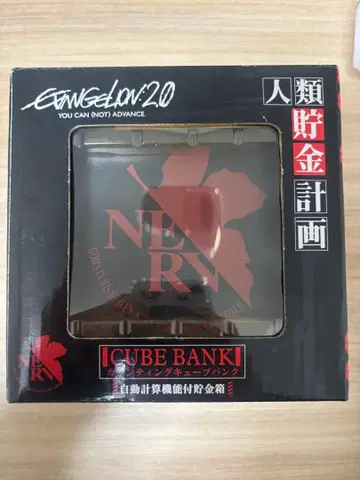 EVANGELION:2.0
YOU CAN (NOT) ADVANCE.
人類貯金計画
NERV
NERV
CUBE BANK
カウンティングキューブバンク
自動計算機能付貯金箱